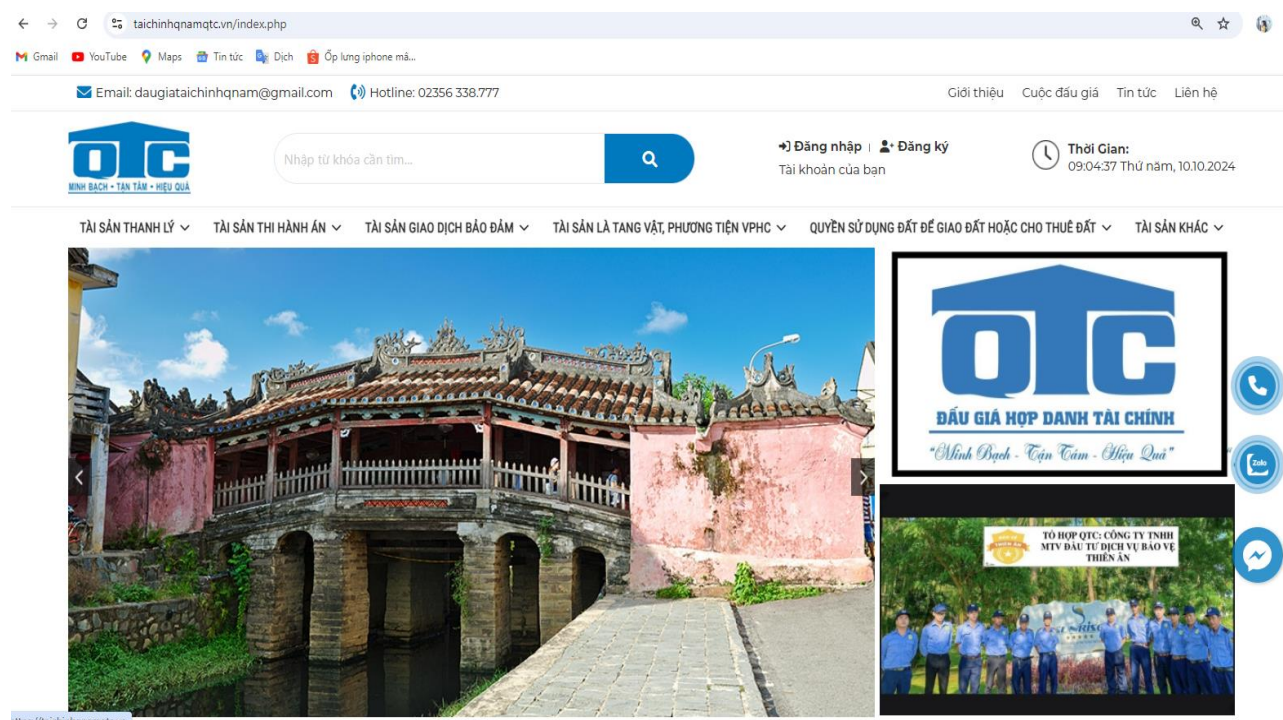 taichinhqnamqtc.vn/index.php
Gmail YouTube Maps Tin tức Dịch Ốp lưng iphone mà...
Email: daugiataichinhqnam@gmail.com Hotline: 02356 338.777 Giới thiệu Cuộc đấu giá Tin tức Liên hệ
QTC
MINH BẠCH • TẬN TÂM • HIỆU QUẢ
Nhập từ khóa cần tìm...
Đăng nhập | Đăng ký
Tài khoản của bạn
Thời Gian:
09:04:37 Thứ năm, 10.10.2024
TÀI SẢN THANH LÝ TÀI SẢN THI HÀNH ÁN TÀI SẢN GIAO DỊCH BẢO ĐẢM TÀI SẢN LÀ TANG VẬT, PHƯƠNG TIỆN VPHC QUYỀN SỬ DỤNG ĐẤT ĐỂ GIAO ĐẤT HOẶC CHO THUÊ ĐẤT TÀI SẢN KHÁC
QTC
ĐẤU GIÁ HỢP DANH TÀI CHÍNH
"Minh Bạch - Tận Tâm - Hiệu Quả"
Zalo
TỔ HỢP QTC: CÔNG TY TNHH
MTV ĐẦU TƯ DỊCH VỤ BẢO VỆ
THIÊN ÂN